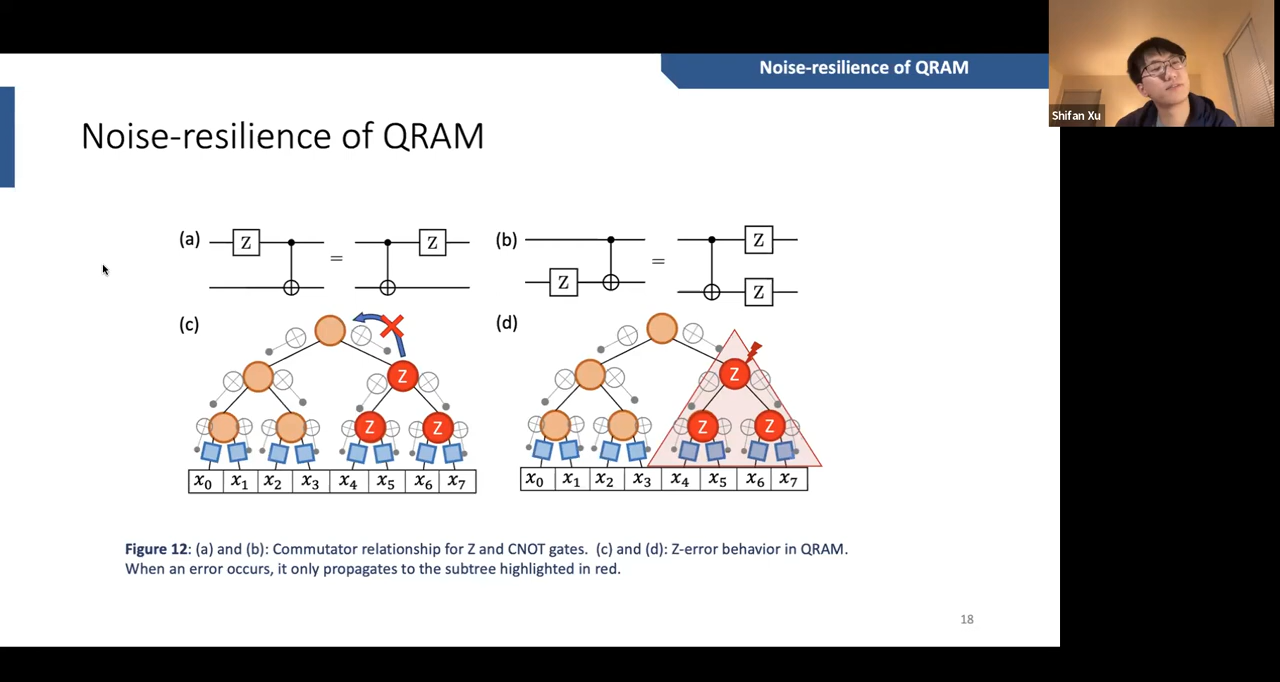 Noise-resilience of QRAM
Shifan Xu
Noise-resilience of QRAM
(a) Z = Z
(b) Z = Z Z
(c) Z Z Z
x0 x1 x2 x3 x4 x5 x6 x7
(d) Z Z Z
x0 x1 x2 x3 x4 x5 x6 x7
Figure 12: (a) and (b): Commutator relationship for Z and CNOT gates. (c) and (d): Z-error behavior in QRAM.
When an error occurs, it only propagates to the subtree highlighted in red.
18